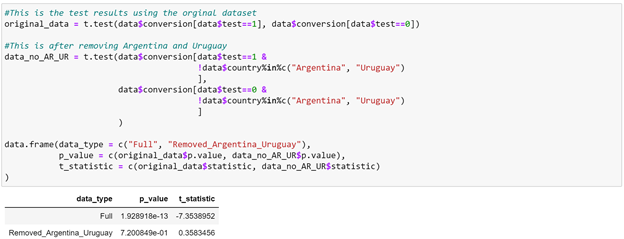 #This is the test results using the orginal dataset
original_data = t.test(data$conversion[data$test==1], data$conversion[data$test==0])
#This is after removing Argentina and Uruguay
data_no_AR_UR = t.test(data$conversion[data$test==1 &
!data$country%in%c("Argentina", "Uruguay")
],
data$conversion[data$test==0 &
!data$country%in%c("Argentina", "Uruguay")
]
)
data.frame(data_type = c("Full", "Removed_Argentina_Uruguay"),
p_value = c(original_data$p.value, data_no_AR_UR$p.value),
t_statistic = c(original_data$statistic, data_no_AR_UR$statistic)
)
data_type p_value t_statistic
Full 1.928918e-13 -7.3538952
Removed_Argentina_Uruguay 7.200849e-01 0.3583456